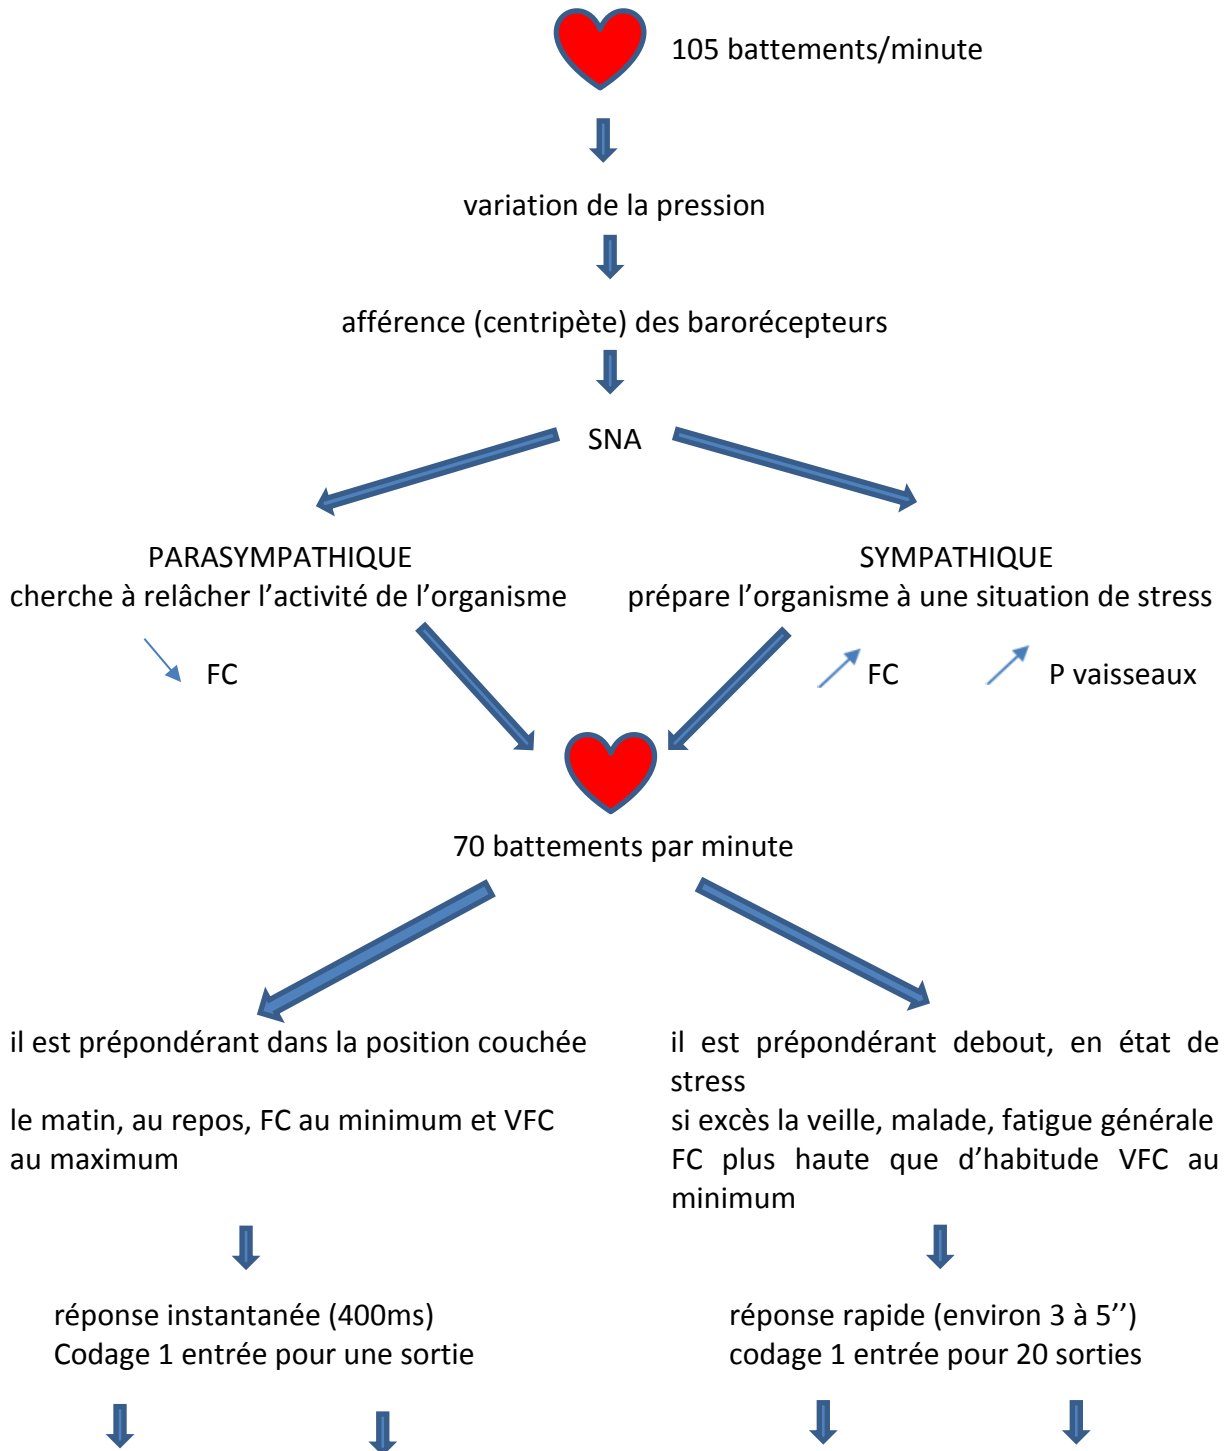 105 battements/minute
variation de la pression
afférence (centripète) des barorécepteurs
SNA
PARASYMPATHIQUE
cherche à relâcher l’activité de l’organisme
FC
SYMPATHIQUE
prépare l’organisme à une situation de stress
FC
P vaisseaux
70 battements par minute
il est prépondérant dans la position couchée
le matin, au repos, FC au minimum et VFC
au maximum
il est prépondérant debout, en état de
stress
si excès la veille, malade, fatigue générale
FC plus haute que d’habitude VFC au
minimum
réponse instantanée (400ms)
Codage 1 entrée pour une sortie
réponse rapide (environ 3 à 5’’)
codage 1 entrée pour 20 sorties